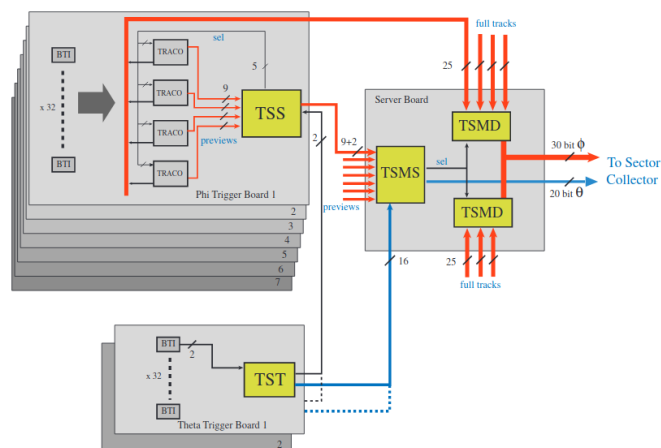 BTI
x 32
BTI
sel
TRACO
TRACO
TRACO
TRACO
9
5
TSS
2
Phi Trigger Board 1
2
3
4
5
6
7
full tracks
25
Server Board
TSMD
9+2
TSMS
sel
previews
TSMD
30 bit ϕ
20 bit θ
To Sector
Collector
16
25
full tracks
BTI
2
x 32
TST
BTI
Theta Trigger Board 1
2